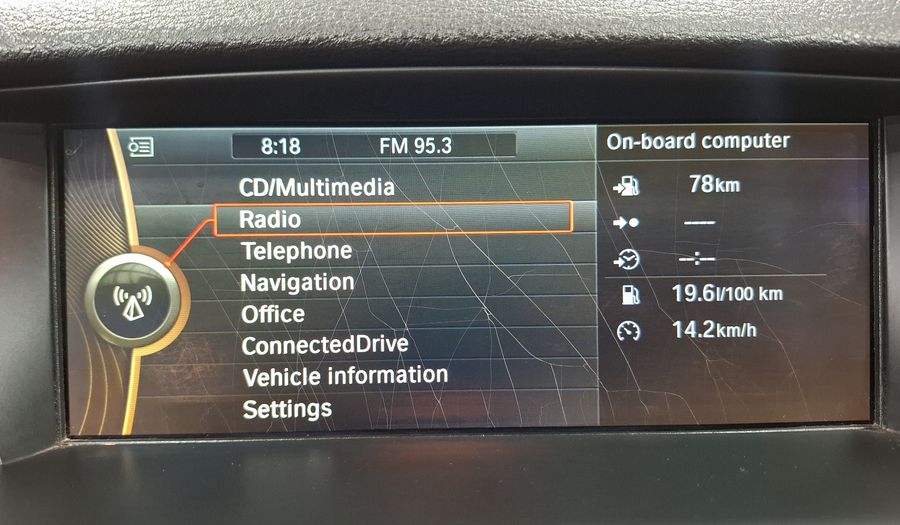 8:18 FM 95.3
CD/Multimedia
Radio
Telephone
Navigation
Office
ConnectedDrive
Vehicle information
Settings
On-board computer
78km
----
--:--
19.6l/100 km
14.2km/h